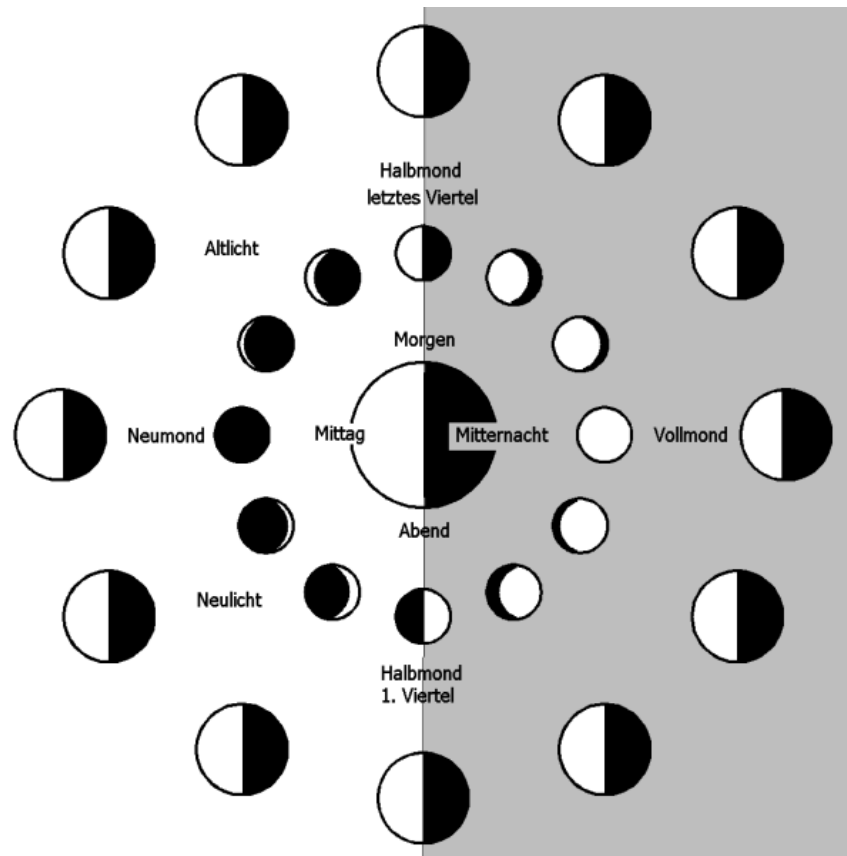 Halbmond
letztes Viertel
Altlicht
Morgen
Neumond
Mittag
Mitternacht
Vollmond
Abend
Neulicht
Halbmond
1. Viertel